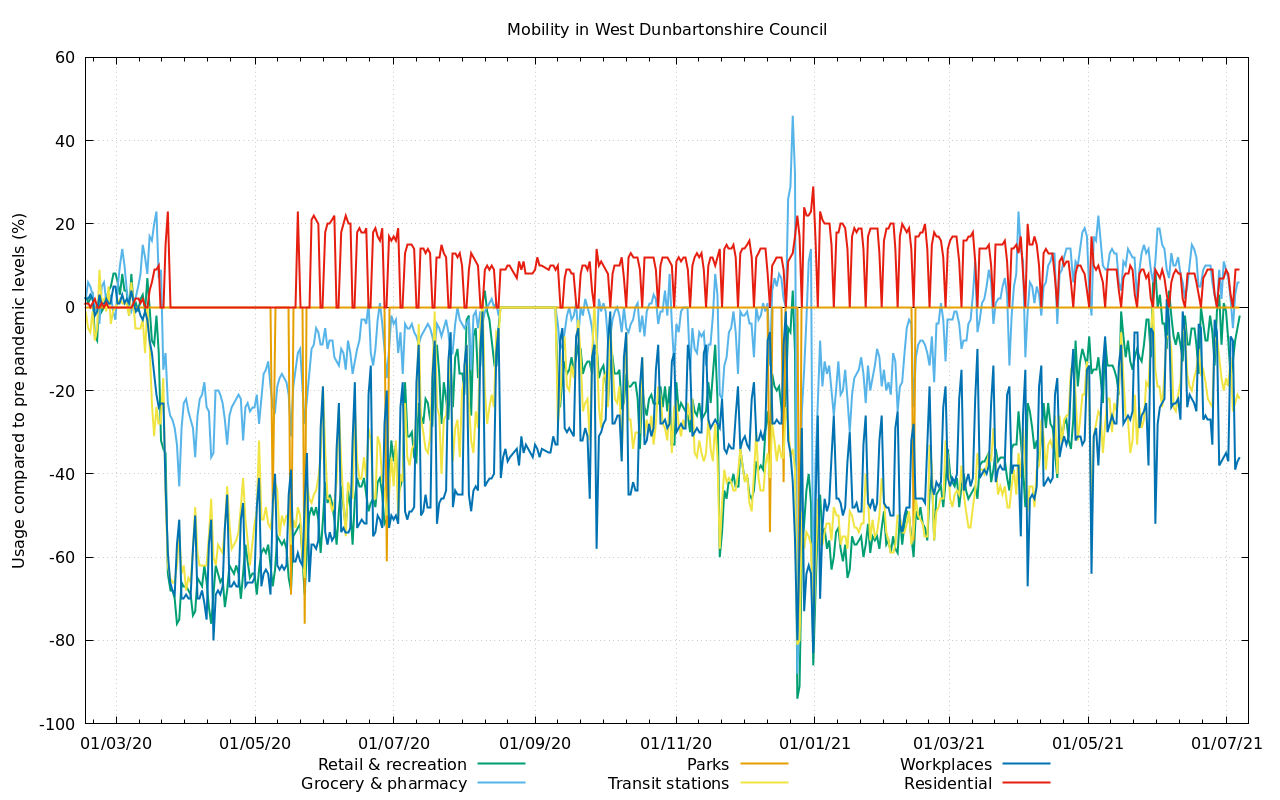 Mobility in West Dunbartonshire Council
Usage compared to pre pandemic levels (%)
60
40
20
0
-20
-40
-60
-80
-100
01/03/20 01/05/20 01/07/20 01/09/20 01/11/20 01/01/21 01/03/21 01/05/21 01/07/21
Retail & recreation Parks Workplaces
Grocery & pharmacy Transit stations Residential